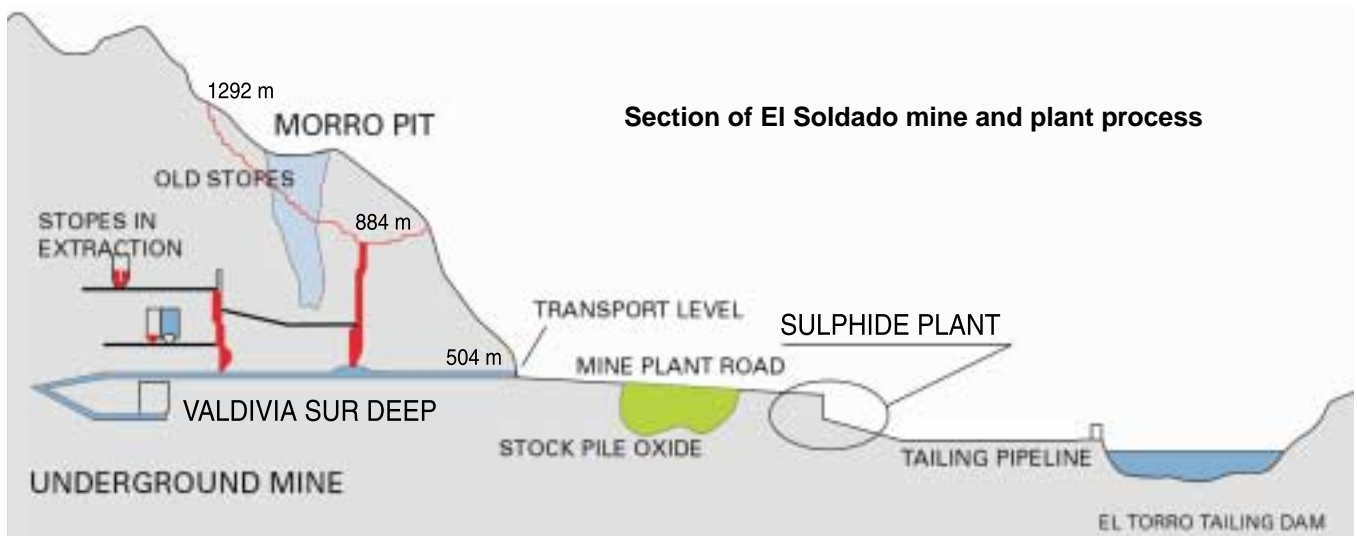 1292 m
MORRO PIT
Section of El Soldado mine and plant process
OLD STOPES
STOPES IN
EXTRACTION
884 m
TRANSPORT LEVEL
SULPHIDE PLANT
504 m
MINE PLANT ROAD
VALDIVIA SUR DEEP
STOCK PILE OXIDE
TAILING PIPELINE
UNDERGROUND MINE
EL TORRO TAILING DAM